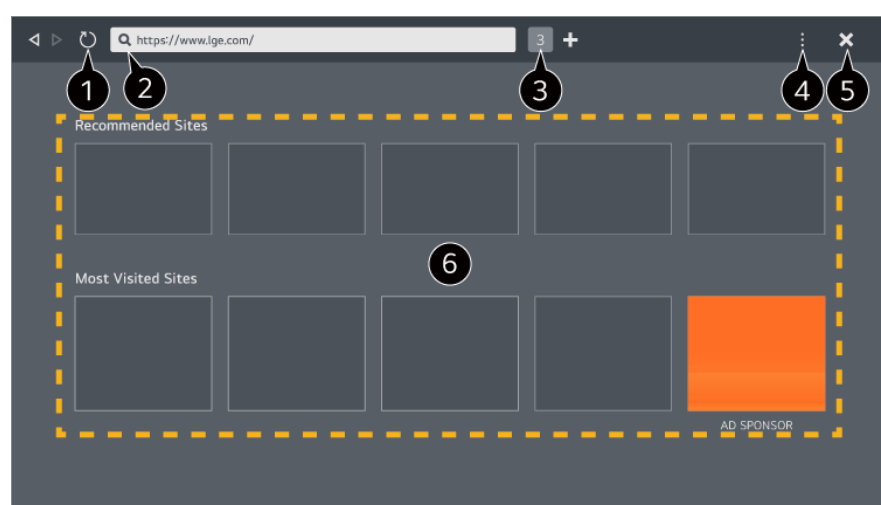 https://www.lge.com/ 3
1 2 3 4 5
Recommended Sites
6
Most Visited Sites
AD SPONSOR